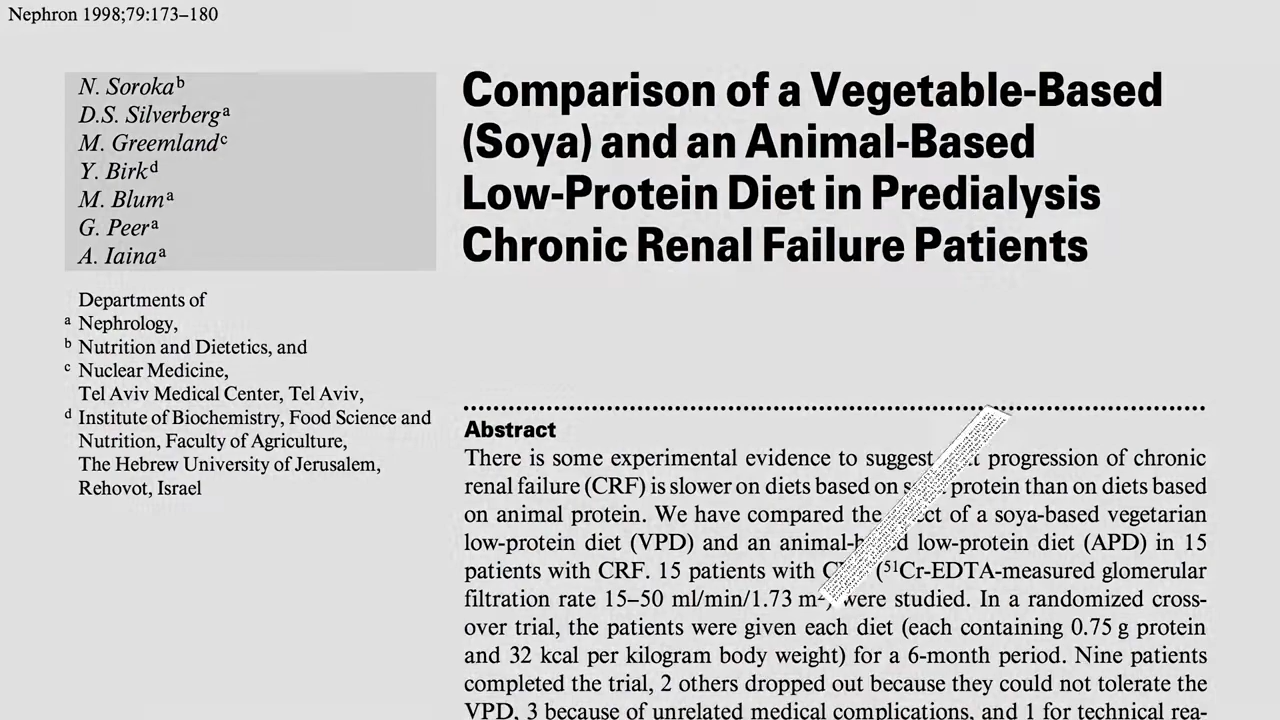 Nephron 1998;79:173–180
N. Soroka b
D.S. Silverberg a
M. Greemland c
Y. Birk d
M. Blum a
G. Peer a
A. Iaina a
Departments of
a Nephrology,
b Nutrition and Dietetics, and
c Nuclear Medicine,
Tel Aviv Medical Center, Tel Aviv,
d Institute of Biochemistry, Food Science and
Nutrition, Faculty of Agriculture,
The Hebrew University of Jerusalem,
Rehovot, Israel
Comparison of a Vegetable-Based
(Soya) and an Animal-Based
Low-Protein Diet in Predialysis
Chronic Renal Failure Patients
Abstract
There is some experimental evidence to suggest progression of chronic
renal failure (CRF) is slower on diets based on protein than on diets based
on animal protein. We have compared the of a soya-based vegetarian
low-protein diet (VPD) and an low-protein diet (APD) in 15
patients with CRF. 15 patients with (51Cr-EDTA-measured glomerular
filtration rate 15–50 ml/min/1.73 were studied. In a randomized cross-
over trial, the patients were given each diet (each containing 0.75 g protein
and 32 kcal per kilogram body weight) for a 6-month period. Nine patients
completed the trial, 2 others dropped out because they could not tolerate the
VPD, 3 because of unrelated medical complications, and 1 for technical rea-